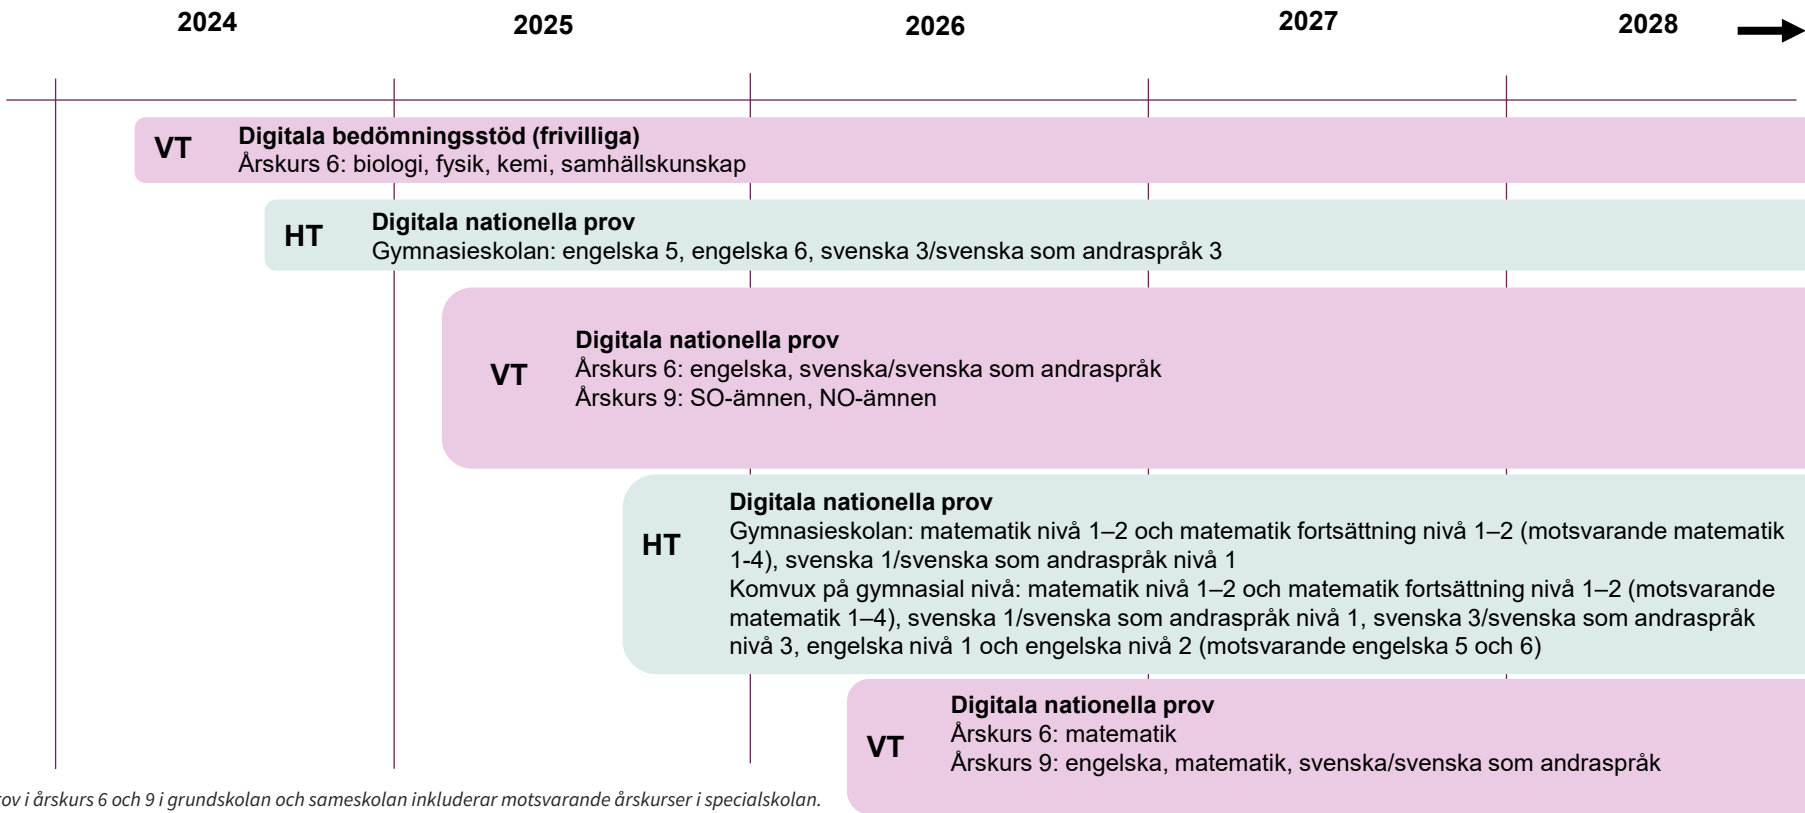 2024
2025
2026
2027
2028
VT
Digitala bedömningsstöd (frivilliga)
Årskurs 6: biologi, fysik, kemi, samhällskunskap
HT
Digitala nationella prov
Gymnasieskolan: engelska 5, engelska 6, svenska 3/svenska som andraspråk 3
VT
Digitala nationella prov
Årskurs 6: engelska, svenska/svenska som andraspråk
Årskurs 9: SO-ämnen, NO-ämnen
HT
Digitala nationella prov
Gymnasieskolan: matematik nivå 1–2 och matematik fortsättning nivå 1–2 (motsvarande matematik
1-4), svenska 1/svenska som andraspråk nivå 1
Komvux på gymnasial nivå: matematik nivå 1–2 och matematik fortsättning nivå 1–2 (motsvarande
matematik 1–4), svenska 1/svenska som andraspråk nivå 1, svenska 3/svenska som andraspråk
nivå 3, engelska nivå 1 och engelska nivå 2 (motsvarande engelska 5 och 6)
VT
Digitala nationella prov
Årskurs 6: matematik
Årskurs 9: engelska, matematik, svenska/svenska som andraspråk
i årskurs 6 och 9 i grundskolan och sameskolan inkluderar motsvarande årskurser i specialskolan.